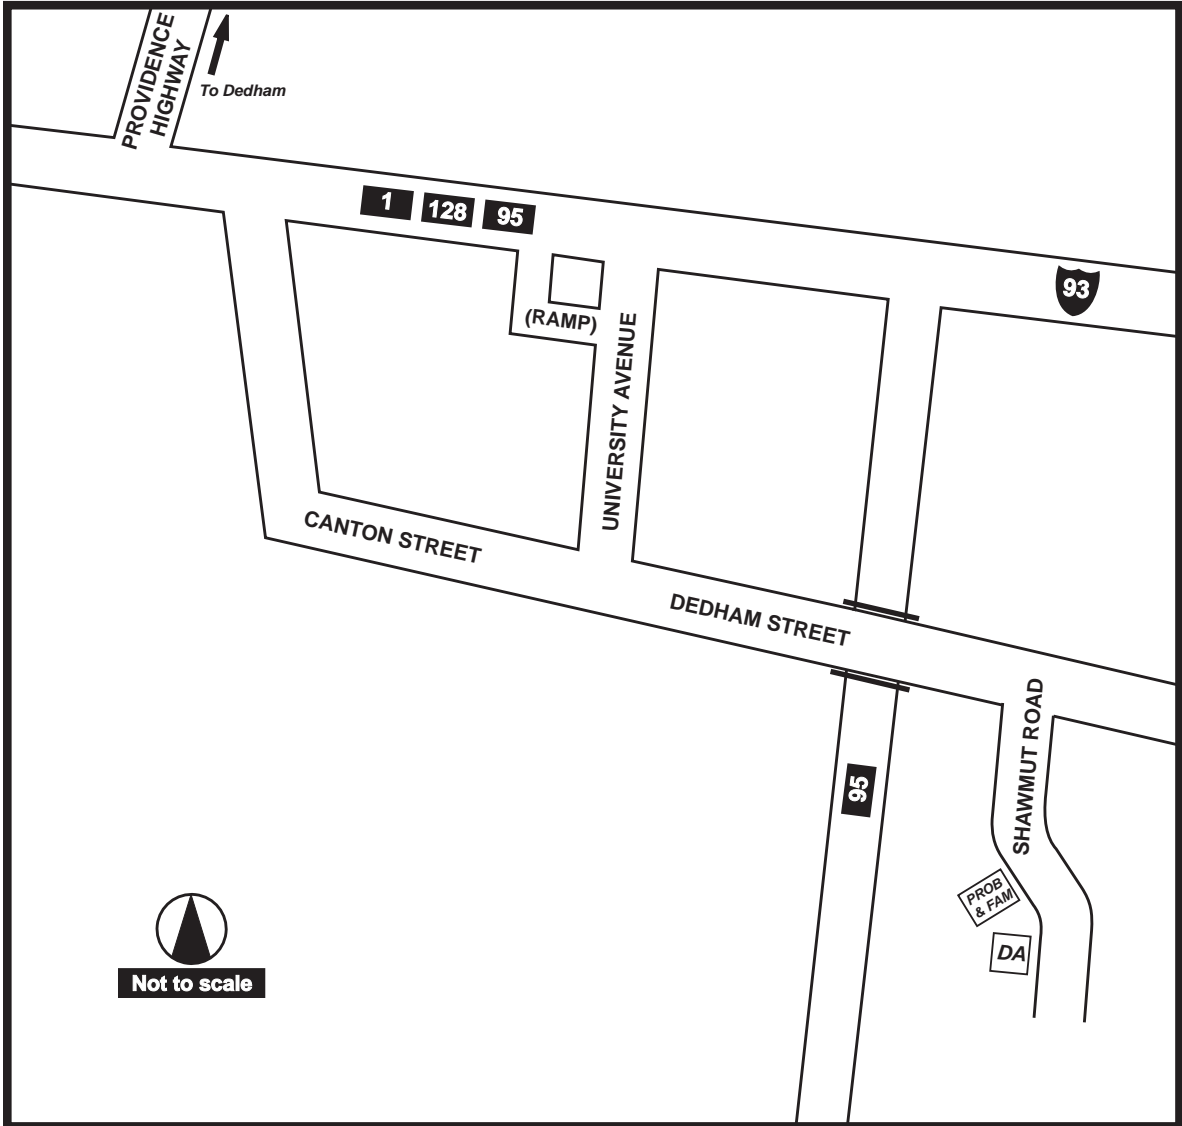 PROVIDENCE
HIGHWAY
To Dedham
1
128
95
93
(RAMP)
UNIVERSITY AVENUE
CANTON STREET
DEDHAM STREET
SHAWMUT ROAD
95
PROB
& FAM
DA
Not to scale